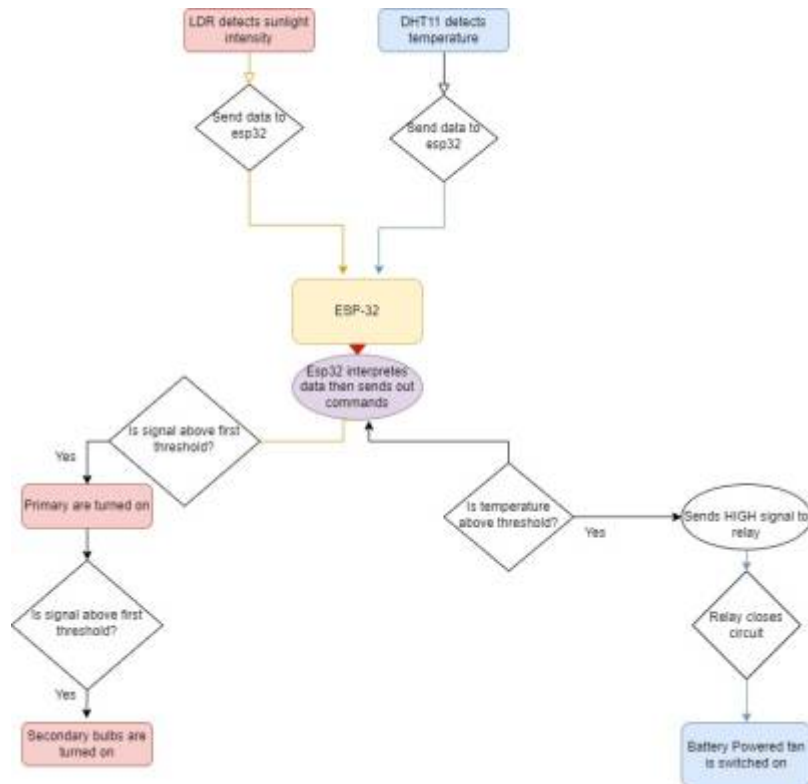 LDR detects sunlight
intensity
DHT11 detects
temperature
Send data to
esp32
Send data to
esp32
ESP-32
Esp32 interpretes
data then sends out
commands
Is signal above first
threshold?
Yes
Primary are turned on
Is temperature
above threshold?
Yes
Sends HIGH signal to
relay
Is signal above first
threshold?
Relay closes
circuit
Yes
Secondary bulbs are
turned on
Battery Powered fan
is switched on